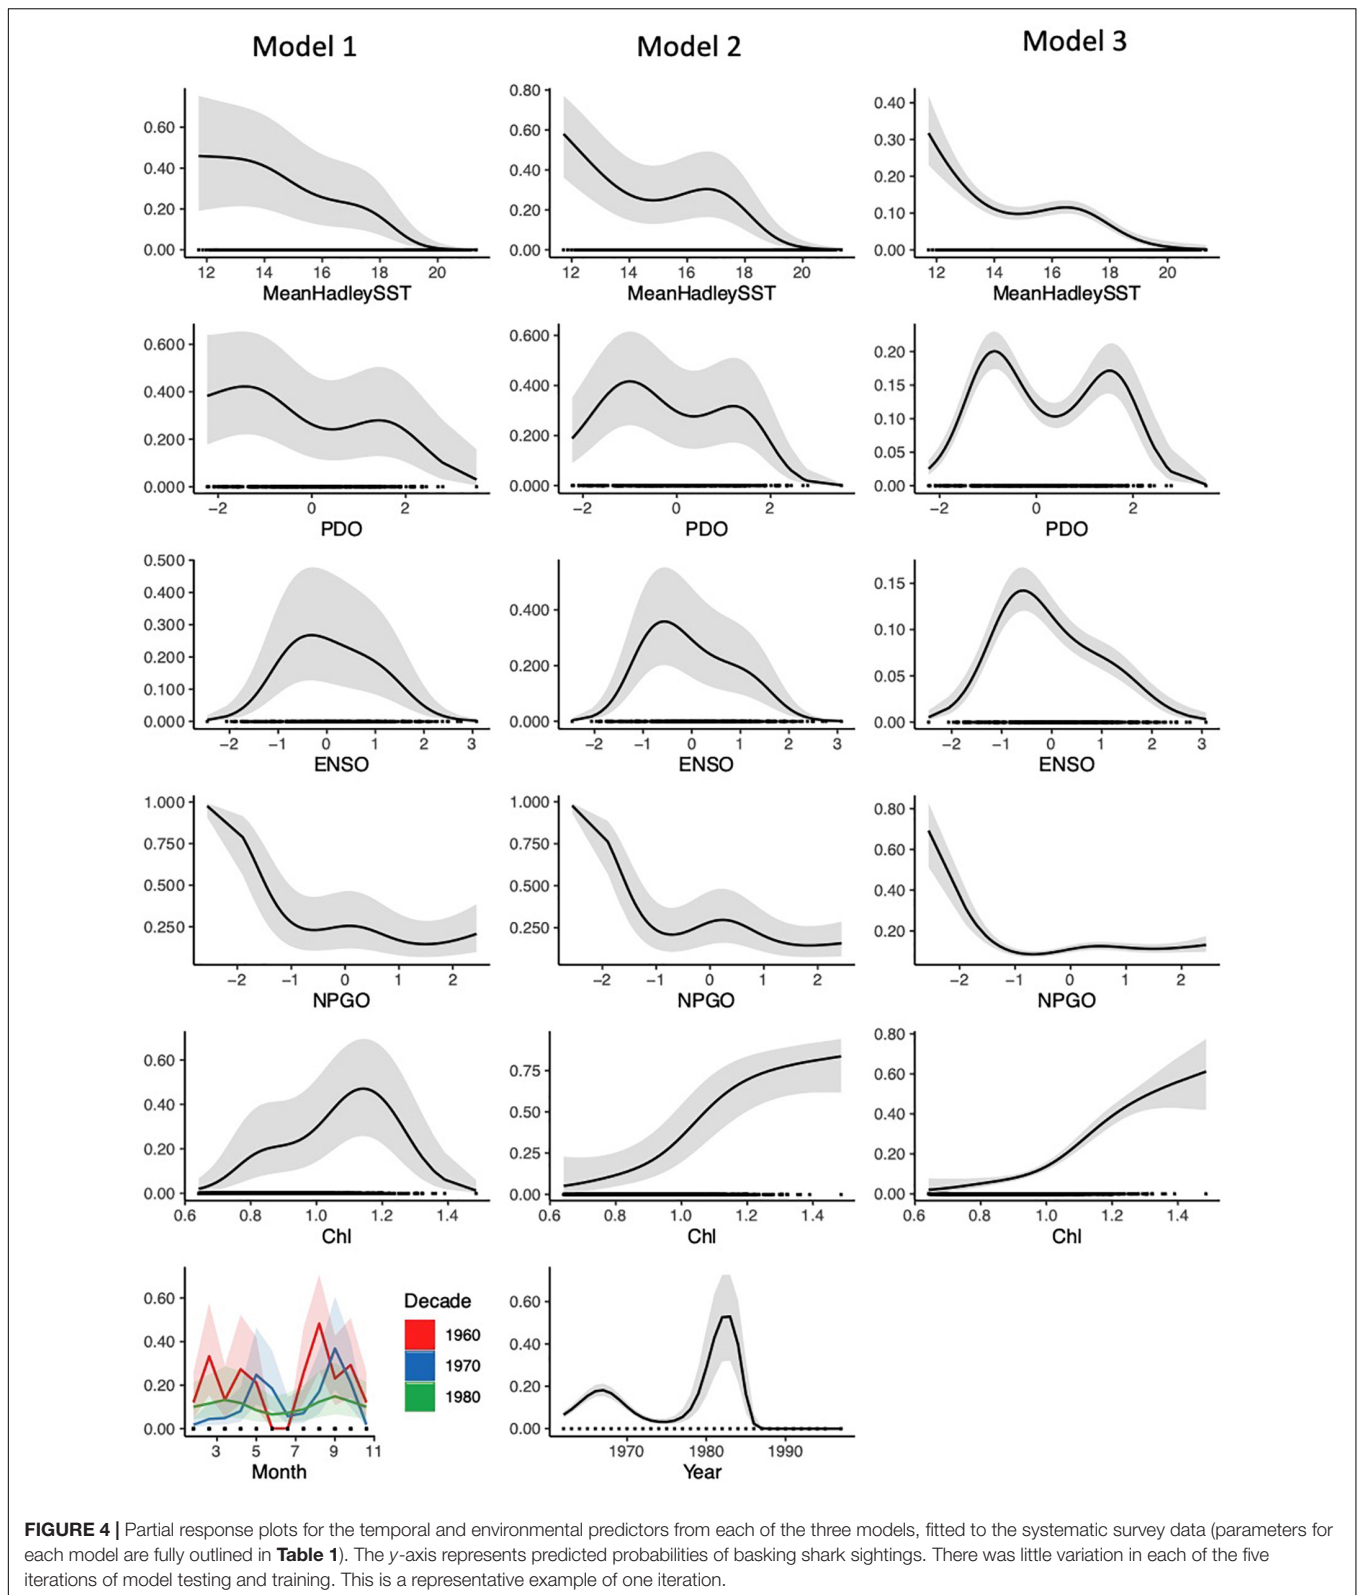 Model 1
Model 2
Model 3
0.60
0.40
0.20
0.00
12 14 16 18 20
MeanHadleySST
0.80
0.60
0.40
0.20
0.00
12 14 16 18 20
MeanHadleySST
0.40
0.30
0.20
0.10
0.00
12 14 16 18 20
MeanHadleySST
0.600
0.400
0.200
0.000
−2 0 2
PDO
0.600
0.400
0.200
0.000
−2 0 2
PDO
0.20
0.15
0.10
0.05
0.00
−2 0 2
PDO
0.500
0.400
0.300
0.200
0.100
0.000
−2 −1 0 1 2 3
ENSO
0.400
0.200
0.000
−2 −1 0 1 2 3
ENSO
0.15
0.10
0.05
0.00
−2 −1 0 1 2 3
ENSO
1.000
0.750
0.500
0.250
−2 −1 0 1 2
NPGO
1.000
0.750
0.500
0.250
−2 −1 0 1 2
NPGO
0.80
0.60
0.40
0.20
−2 −1 0 1 2
NPGO
0.60
0.40
0.20
0.00
0.6 0.8 1.0 1.2 1.4
Chl
0.75
0.50
0.25
0.00
0.6 0.8 1.0 1.2 1.4
Chl
0.80
0.60
0.40
0.20
0.00
0.6 0.8 1.0 1.2 1.4
Chl
0.60
0.40
0.20
0.00
3 5 7 9 11
Month
Decade
1960
1970
1980
0.60
0.40
0.20
0.00
1970 1980 1990
Year
FIGURE 4 | Partial response plots for the temporal and environmental predictors from each of the three models, fitted to the systematic survey data (parameters for
each model are fully outlined in Table 1). The y-axis represents predicted probabilities of basking shark sightings. There was little variation in each of the five
iterations of model testing and training. This is a representative example of one iteration.